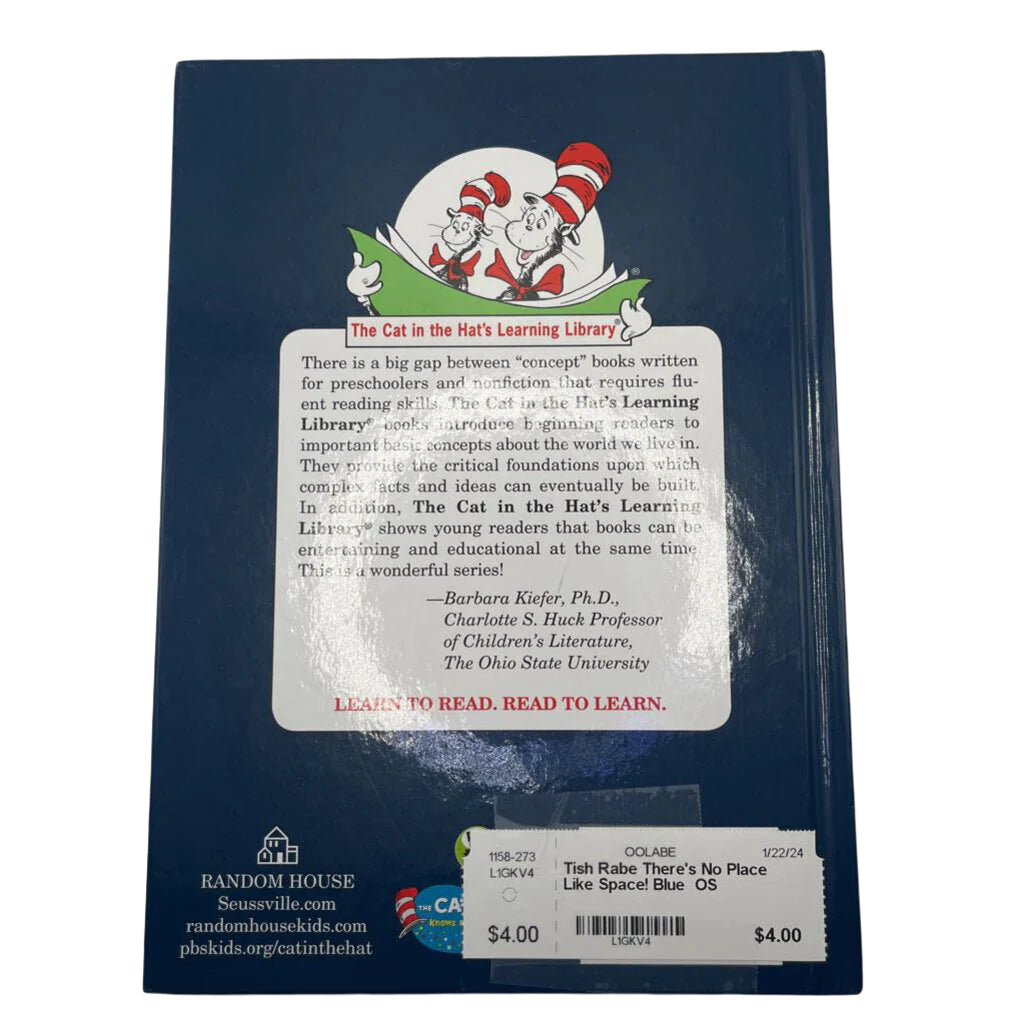 The Cat in the Hat's Learning Library®
There is a big gap between “concept” books written
for preschoolers and nonfiction that requires flu-
ent reading skills. The Cat in the Hat's Learning
Library® books introduce beginning readers to
important basic concepts about the world we live in.
They provide the critical foundations upon which
complex facts and ideas can eventually be built.
In addition, The Cat in the Hat's Learning
Library® shows young readers that books can be
entertaining and educational at the same time
This is a wonderful series!
—Barbara Kiefer, Ph.D.,
Charlotte S. Huck Professor
of Children's Literature,
The Ohio State University
LEARN TO READ. READ TO LEARN.
RANDOM HOUSE
Seussville.com
randomhousekids.com
pbskids.org/catinthehat
THE CA
Knows
1158-273
L1GKV4
$4.00
OOLABE 1/22/24
Tish Rabe There's No Place
Like Space! Blue OS
L1GKV4
$4.00